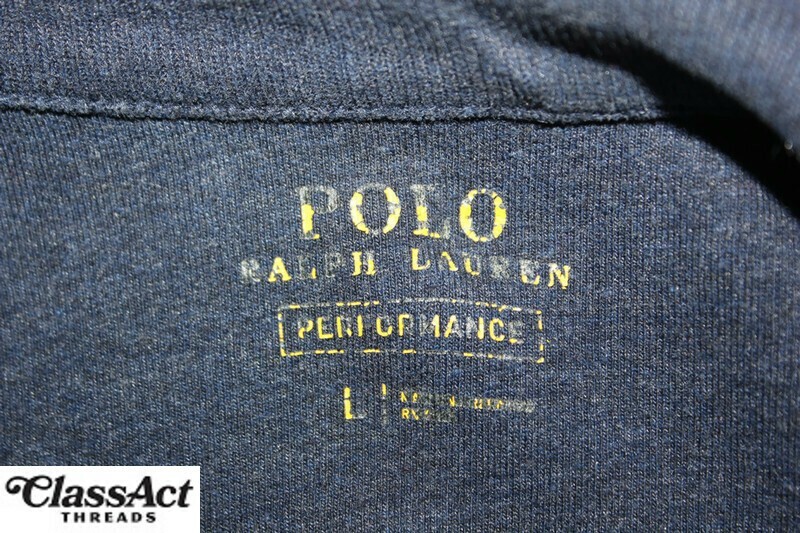 POLO
RALPH LAUREN
PERFORMANCE
L
ClassAct
THREADS